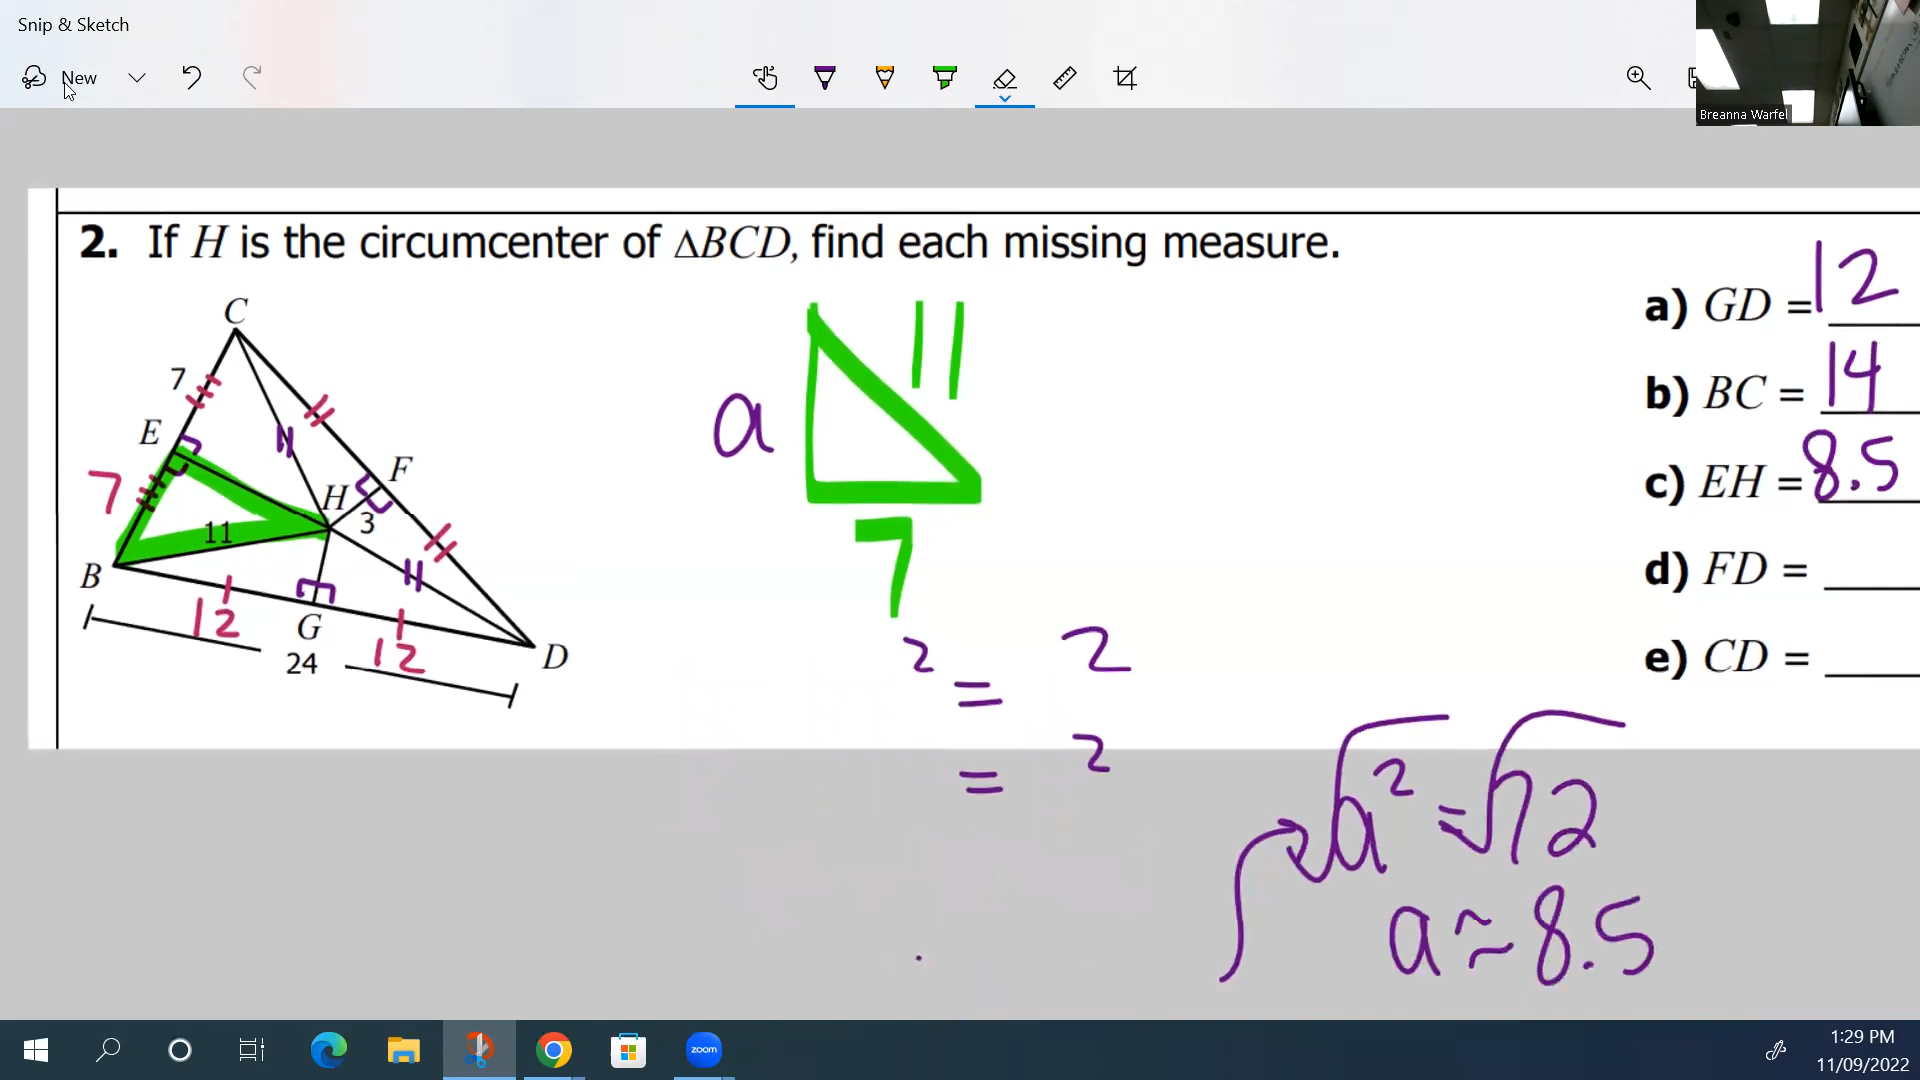 Snip & Sketch
New
Breanna Warfel
2. If H is the circumcenter of ΔBCD, find each missing measure.
a) GD = 12
b) BC = 14
c) EH = 8.5
d) FD =
e) CD =
C
7
E
11
F
H
7
11
3
B
11
12
G
12
D
24
a
11
7
2 = 2
= 2
√a² = √72
a ≈ 8.5
zoom
1:29 PM
11/09/2022